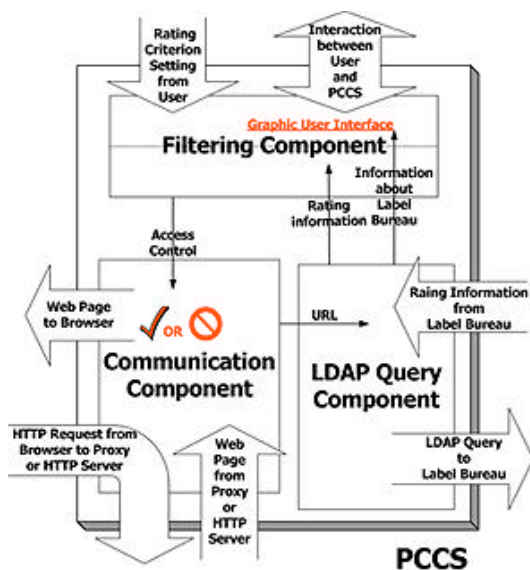 Rating
Criterion
Setting
from
User
Interaction
between
User
and
PCCS
Graphic User Interface
Filtering Component
Information
about
Label
Bureau
Rating
information
Access
Control
Web Page
to Browser
OR
URL
Raing Information
from
Label Bureau
Communication
Component
LDAP Query
Component
HTTP Request from
Browser to Proxy
or HTTP Server
Web
Page
from
Proxy
or
HTTP
Server
LDAP Query
to
Label Bureau
PCCS